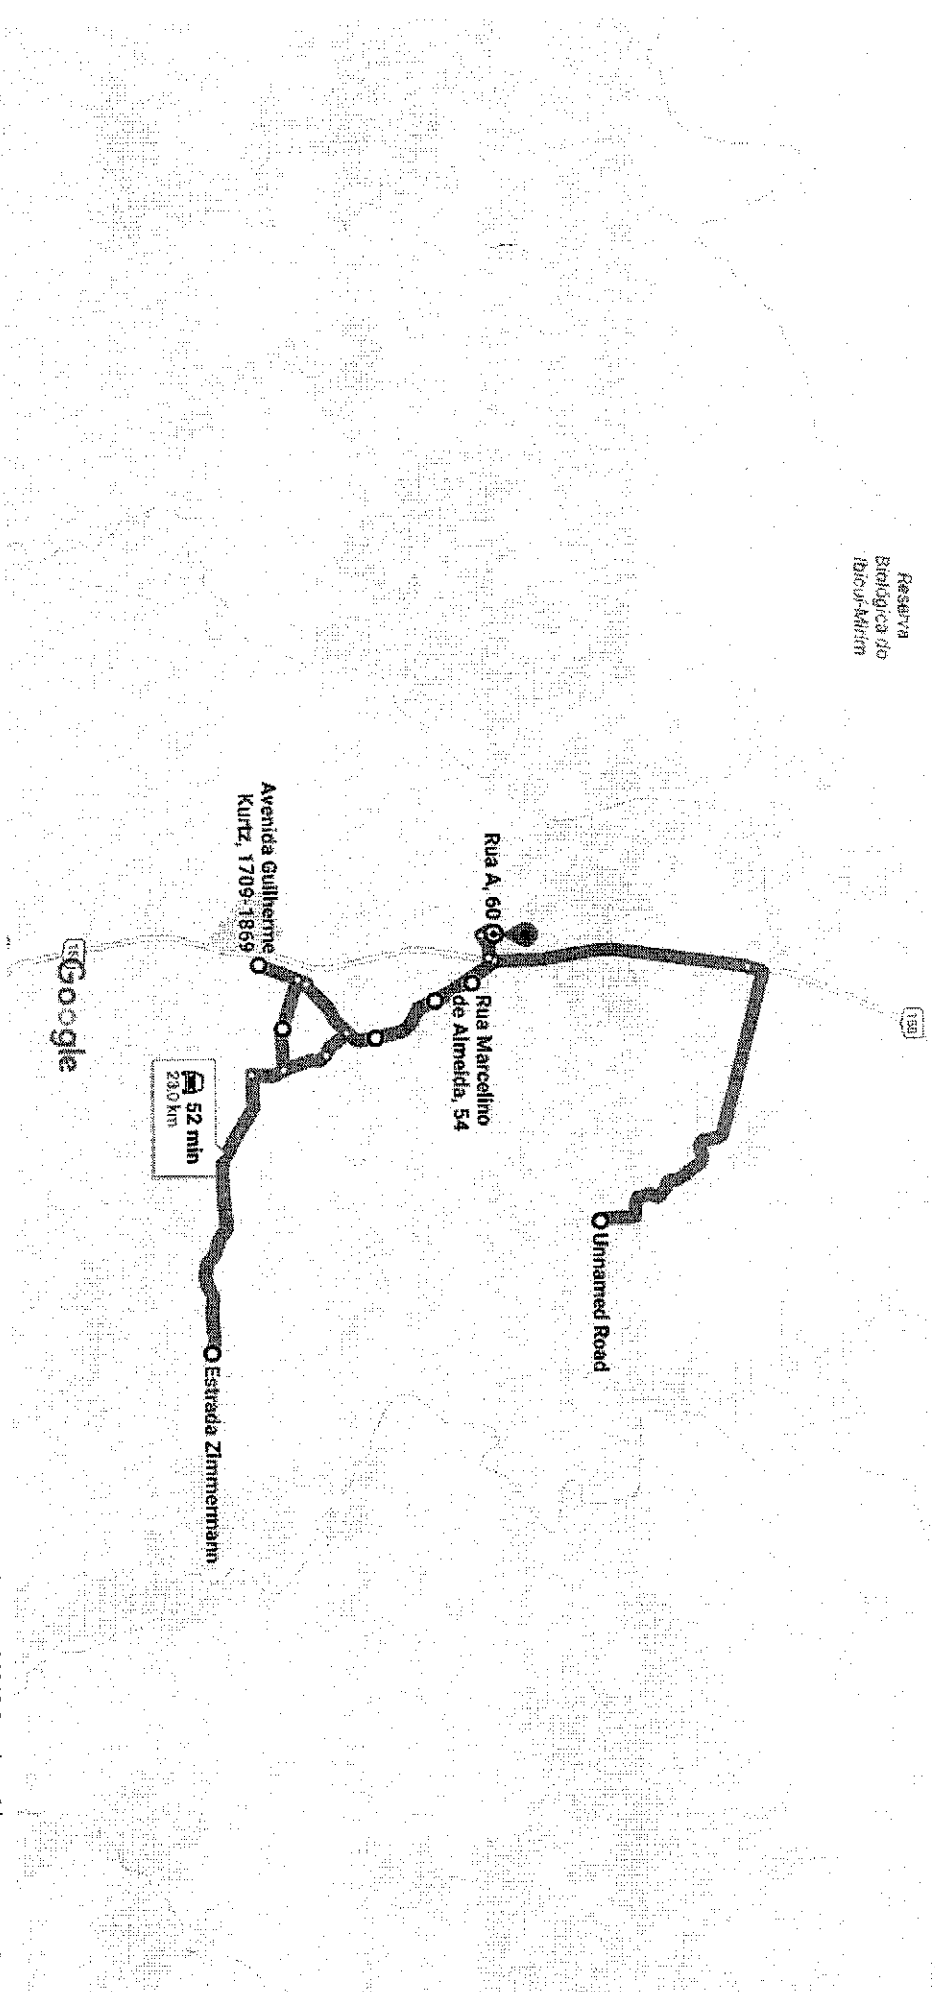 Reserva
Biológica do
Ibicuí-Mirim
158
Rua A, 60
Rua Marcelino
de Almeida, 54
Unnamed Road
Avenida Guilherme
Kurtz, 1709-1869
52 min
23,0 km
Estrada Zimmermann
Google